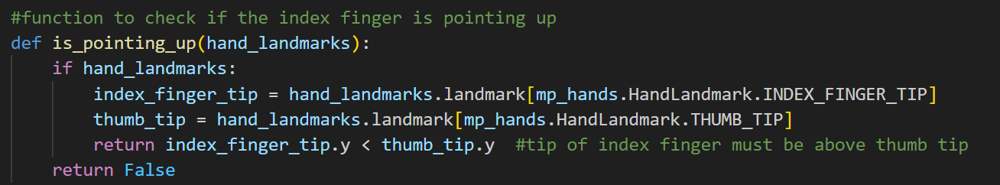 #function to check if the index finger is pointing up
def is_pointing_up(hand_landmarks):
    if hand_landmarks:
        index_finger_tip = hand_landmarks.landmark[mp_hands.HandLandmark.INDEX_FINGER_TIP]
        thumb_tip = hand_landmarks.landmark[mp_hands.HandLandmark.THUMB_TIP]
        return index_finger_tip.y < thumb_tip.y  #tip of index finger must be above thumb tip
    return False